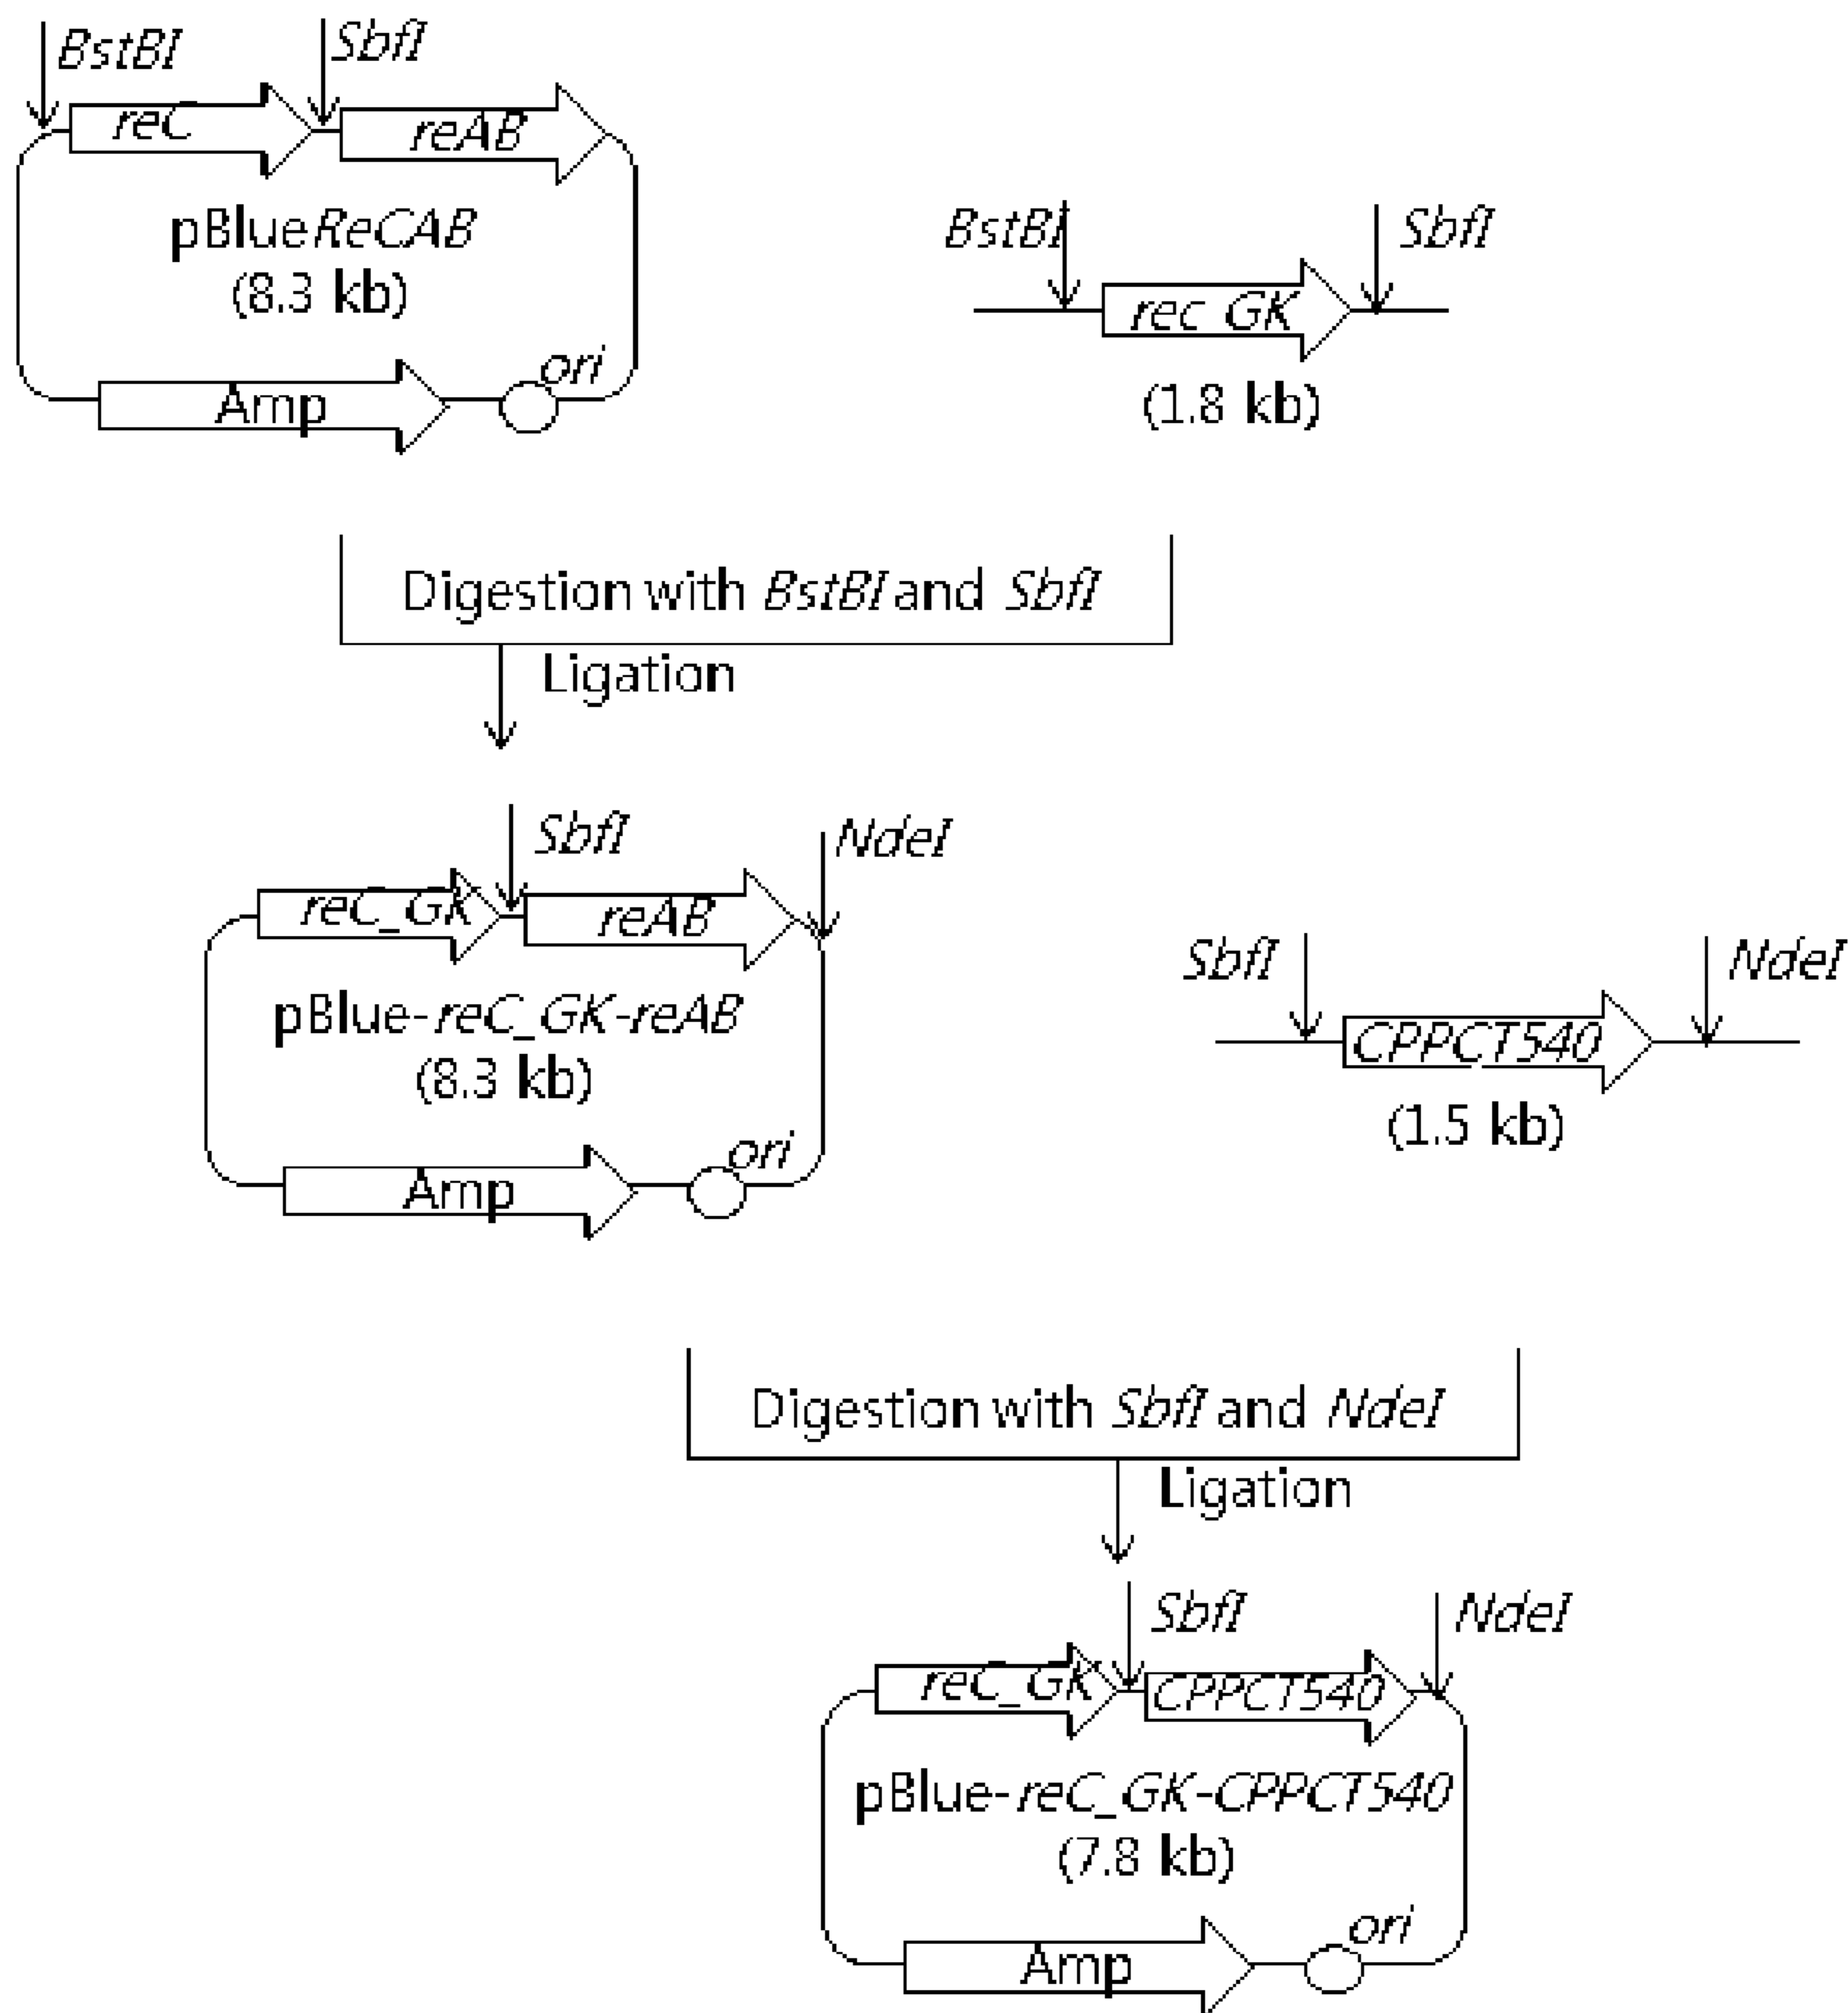 BstBI
SbfI
reC
reAB
pBlueReCAB
(8.3 kb)
Amp
ori
BstBI
SbfI
rec GK
(1.8 kb)
Digestion with BstBI and SbfI
Ligation
SbfI
NdeI
reC_GK
reAB
pBlue-reC_GK-reAB
(8.3 kb)
Amp
ori
SbfI
NdeI
CPPCT540
(1.5 kb)
Digestion with SbfI and NdeI
Ligation
SbfI
NdeI
reC_GK
CPPCT540
pBlue-reC_GK-CPPCT540
(7.8 kb)
Amp
ori